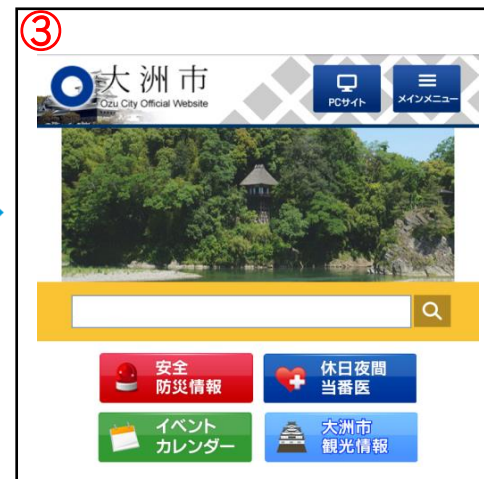 ③
大洲市
Ozu City Official Website
PCサイト
メインメニュー
安全
防災情報
休日夜間
当番医
イベント
カレンダー
大洲市
観光情報